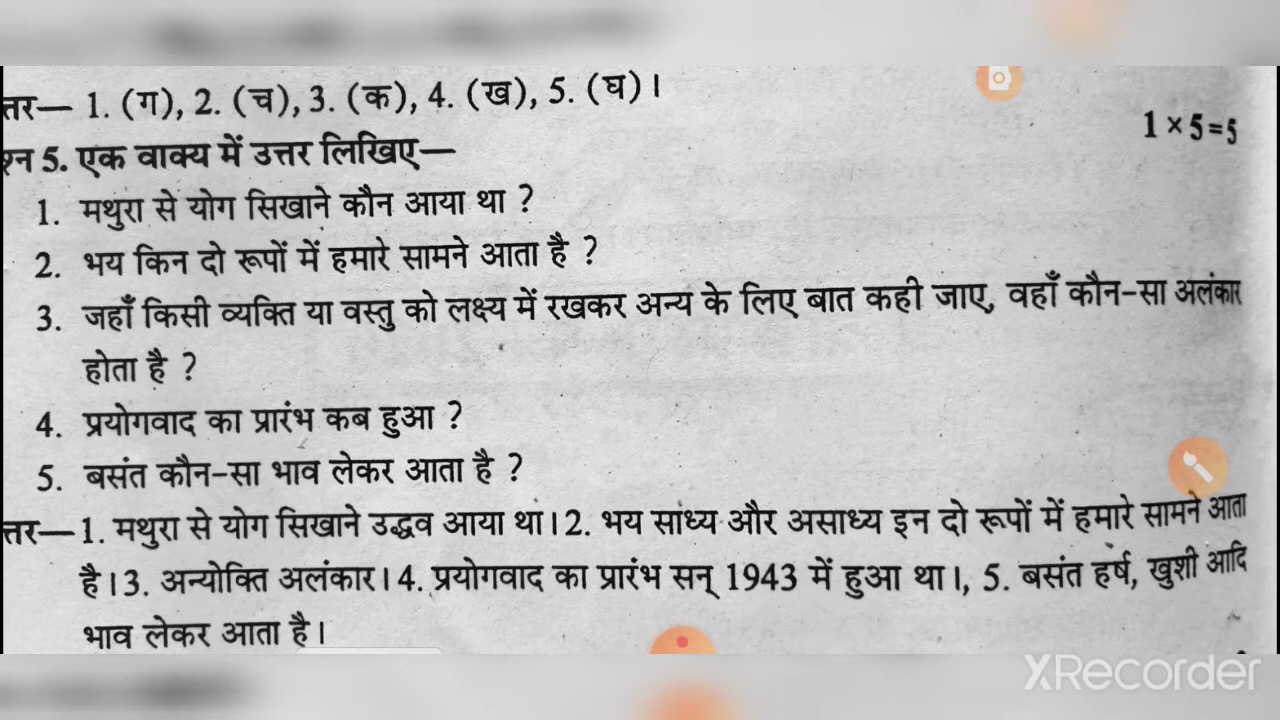 त्तर— 1. (ग), 2. (च), 3. (क), 4. (ख), 5. (घ)।
1 × 5 = 5
श्न 5. एक वाक्य में उत्तर लिखिए—
1. मथुरा से योग सिखाने कौन आया था ?
2. भय किन दो रूपों में हमारे सामने आता है ?
3. जहाँ किसी व्यक्ति या वस्तु को लक्ष्य में रखकर अन्य के लिए बात कही जाए, वहाँ कौन-सा अलंकार
होता है ?
4. प्रयोगवाद का प्रारंभ कब हुआ ?
5. बसंत कौन-सा भाव लेकर आता है ?
त्तर— 1. मथुरा से योग सिखाने उद्धव आया था। 2. भय साध्य और असाध्य इन दो रूपों में हमारे सामने आता
है। 3. अन्योक्ति अलंकार। 4. प्रयोगवाद का प्रारंभ सन् 1943 में हुआ था।, 5. बसंत हर्ष, खुशी आदि
भाव लेकर आता है।
XRecorder